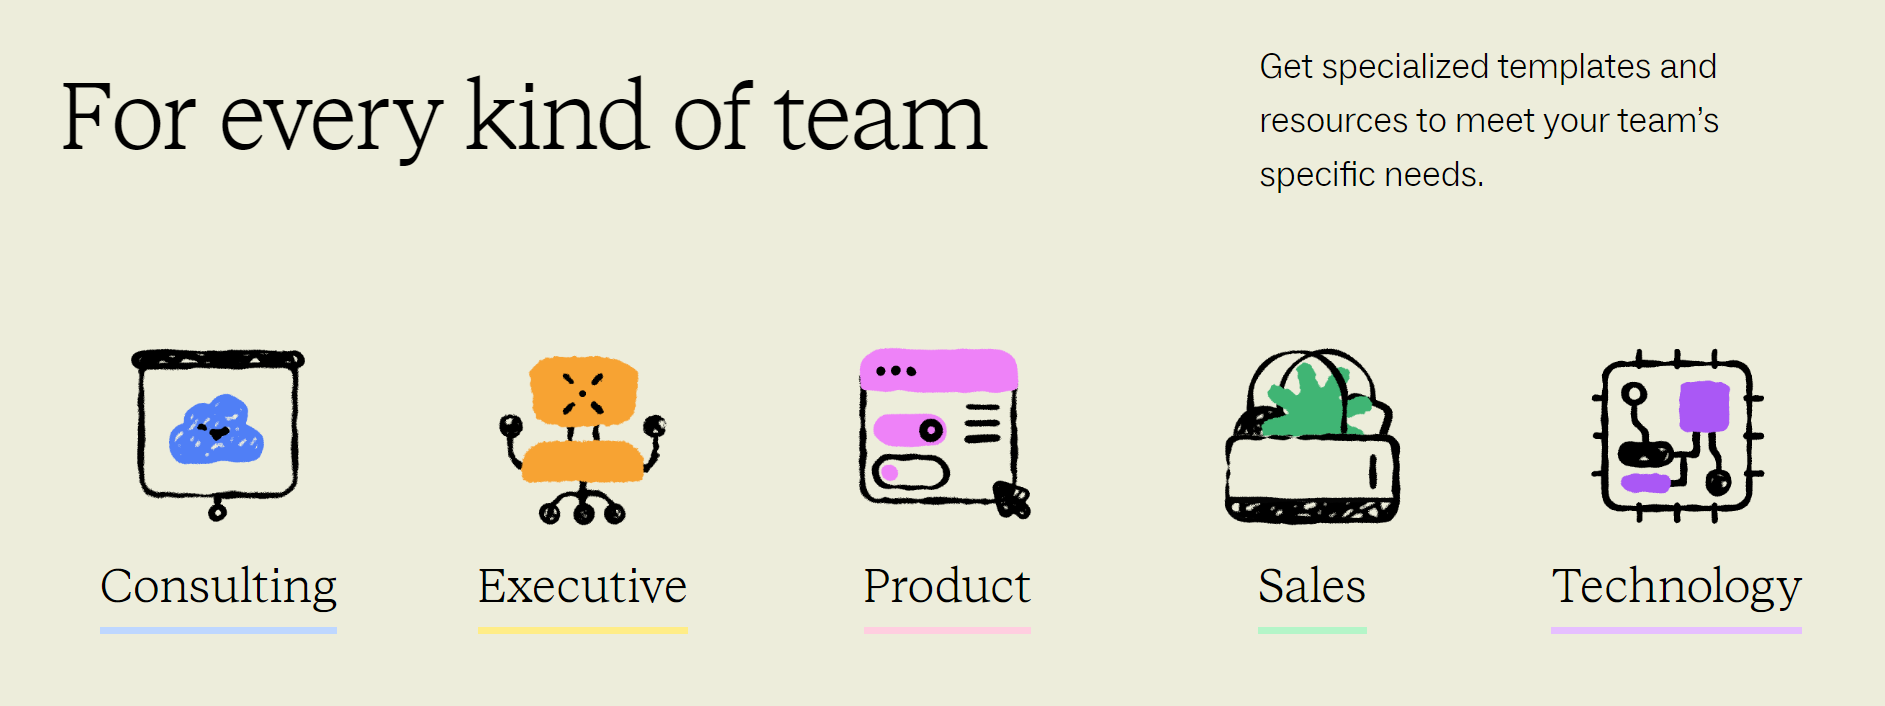 For every kind of team
Get specialized templates and
resources to meet your team’s
specific needs.
Consulting
Executive
Product
Sales
Technology